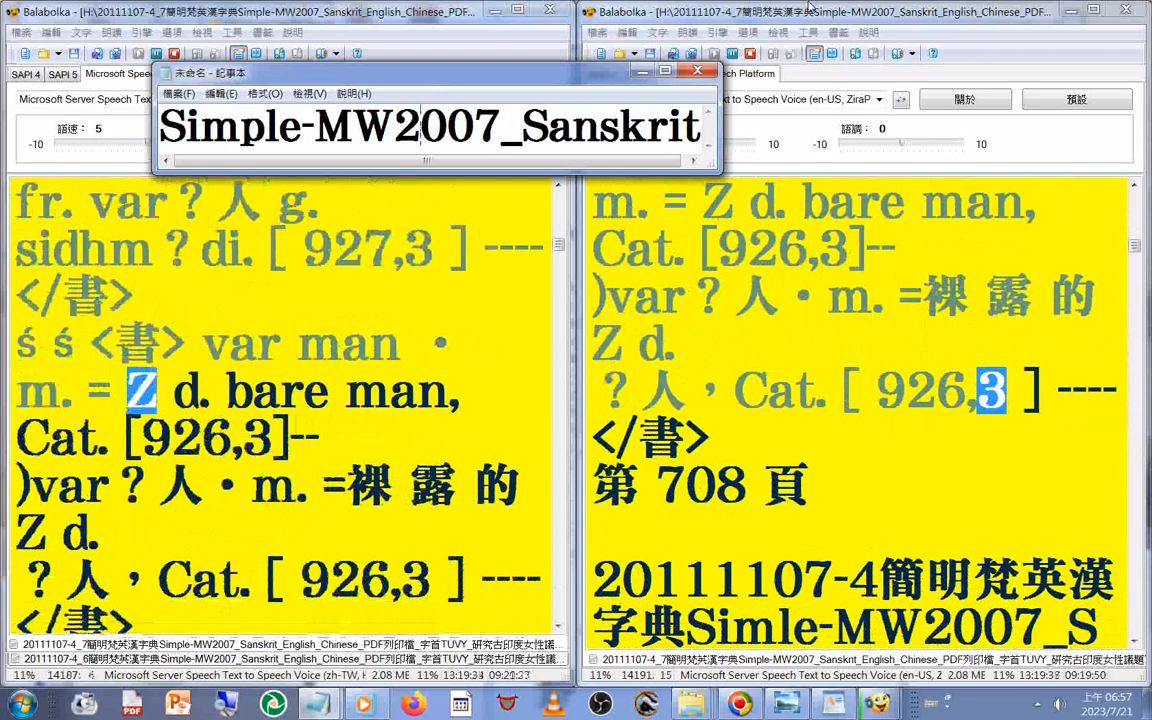 Balabolka - [H:\20111107-4_7簡明梵英漢字典Simple-MW2007_Sanskrit_English_Chinese_PDF...
Balabolka - [H:\20111107-4_7簡明梵英漢字典Simple-MW2007_Sanskrit_English_Chinese_PDF...
檔案 編輯 文字 朗讀 引擎 選項 檢視 工具 書籤 說明
檔案 編輯 文字 朗讀 引擎 選項 檢視 工具 書籤 說明
SAPI 4 SAPI 5 Microsoft Spee
ch Platform
未命名 - 記事本
檔案(F) 編輯(E) 格式(O) 檢視(V) 說明(H)
Simple-MW2007_Sanskrit
Microsoft Server Speech Text
to Speech Voice (en-US, ZiraP
關於 預設
語速： 5
-10
10
語調： 0
-10 10
fr. var ? 人 g.
sidhm ? di. [ 927,3 ] ----
</書>
ś ś <書> var man •
m. = Z d. bare man,
Cat. [926,3]--
)var ? 人 • m. =裸 露 的
Z d.
? 人，Cat. [ 926,3 ] ----
</書>
m. = Z d. bare man,
Cat. [926,3]--
)var ? 人 • m. =裸 露 的
Z d.
? 人，Cat. [ 926,3 ] ----
</書>
第 708 頁
20111107-4簡明梵英漢
字典Simle-MW2007_S
20111107-4_7簡明梵英漢字典Simple-MW2007_Sanskrit_English_Chinese_PDF列印檔_字首TUVY_研究古印度女性議...
20111107-4_6簡明梵英漢字典Simple-MW2007_Sanskrit_English_Chinese_PDF列印檔_字首TUVY_研究古印度女性議...
20111107-4_7簡明梵英漢字典Simple-MW2007_Sanskrit_English_Chinese_PDF列印檔_字首TUVY_研究古印度女性議題
11% 14187: 6 Microsoft Server Speech Text to Speech Voice (zh-TW, H 2.08 MB
11% 14191: 15 Microsoft Server Speech Text to Speech Voice (en-US, Z 2.08 MB 11% 13:19:3 09:19:50
上午 06:57
2023/7/21